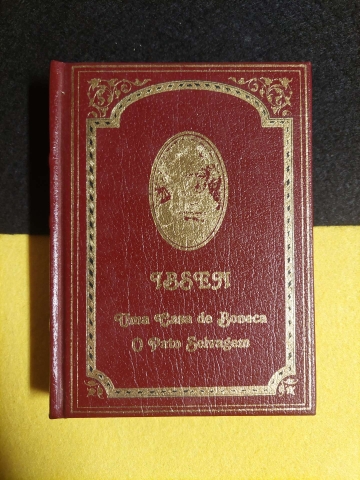 IBSEN
Uma Casa de Boneca
O Pato Selvagem